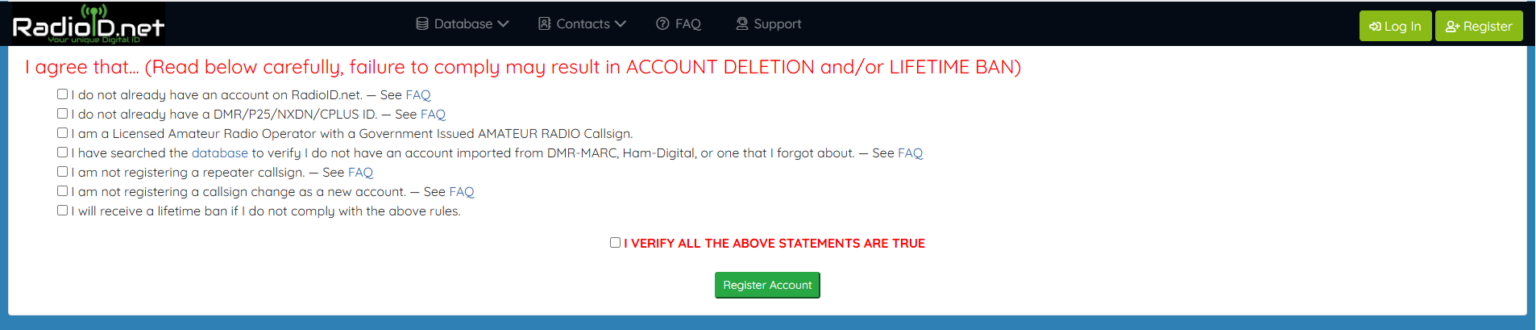 RadioID.net
Your unique Digital ID
Database Contacts FAQ Support Log In Register
I agree that... (Read below carefully, failure to comply may result in ACCOUNT DELETION and/or LIFETIME BAN)
I do not already have an account on RadioID.net. — See FAQ
I do not already have a DMR/P25/NXDN/CPLUS ID. — See FAQ
I am a Licensed Amateur Radio Operator with a Government Issued AMATEUR RADIO Callsign.
I have searched the database to verify I do not have an account imported from DMR-MARC, Ham-Digital, or one that I forgot about. — See FAQ
I am not registering a repeater callsign. — See FAQ
I am not registering a callsign change as a new account. — See FAQ
I will receive a lifetime ban if I do not comply with the above rules.
I VERIFY ALL THE ABOVE STATEMENTS ARE TRUE
Register Account